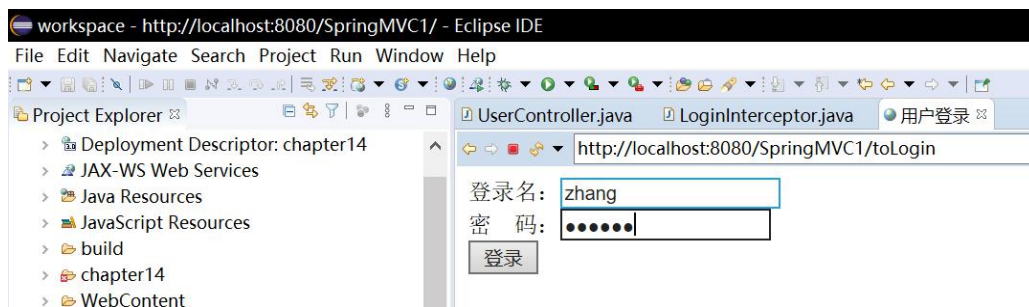 workspace - http://localhost:8080/SpringMVC1/ - Eclipse IDE
File Edit Navigate Search Project Run Window Help
Project Explorer
UserController.java LoginInterceptor.java 用户登录
Deployment Descriptor: chapter14
http://localhost:8080/SpringMVC1/toLogin
JAX-WS Web Services
Java Resources
JavaScript Resources
build
chapter14
WebContent
登录名: zhang
密 码: ●●●●●●
登录